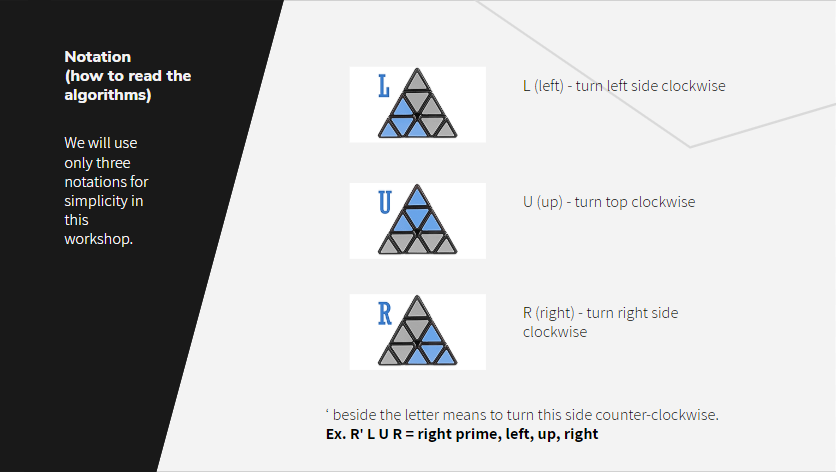 Notation
(how to read the
algorithms)
We will use
only three
notations for
simplicity in
this
workshop.
L
L (left) - turn left side clockwise
U
U (up) - turn top clockwise
R
R (right) - turn right side
clockwise
‘ beside the letter means to turn this side counter-clockwise.
Ex. R' L U R = right prime, left, up, right